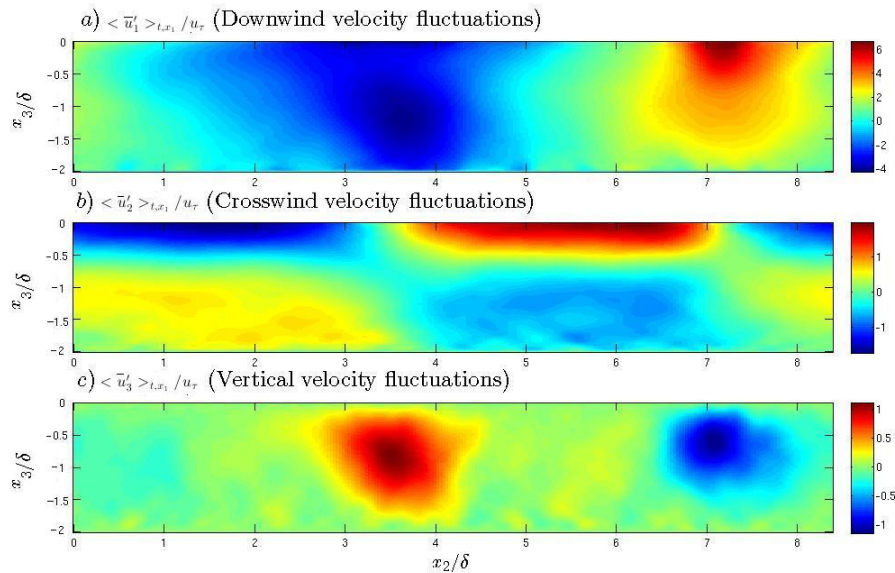 a) < ū′₁ >ₜ,ₓ₁ / u_τ (Downwind velocity fluctuations)
x₃/δ
0
-0.5
-1
-1.5
-2
0 1 2 3 4 5 6 7 8
6
4
2
0
-2
-4
b) < ū′₂ >ₜ,ₓ₁ / u_τ (Crosswind velocity fluctuations)
x₃/δ
0
-0.5
-1
-1.5
-2
0 1 2 3 4 5 6 7 8
1
0
-1
c) < ū′₃ >ₜ,ₓ₁ / u_τ (Vertical velocity fluctuations)
x₃/δ
0
-0.5
-1
-1.5
-2
0 1 2 3 4 5 6 7 8
1
0.5
0
-0.5
-1
x₂/δ